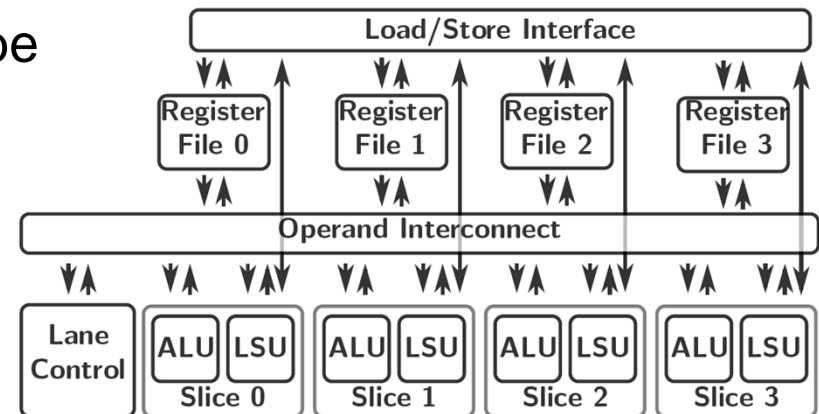 pe
Load/Store Interface
Register
File 0
Register
File 1
Register
File 2
Register
File 3
Operand Interconnect
Lane
Control
ALU
LSU
Slice 0
ALU
LSU
Slice 1
ALU
LSU
Slice 2
ALU
LSU
Slice 3